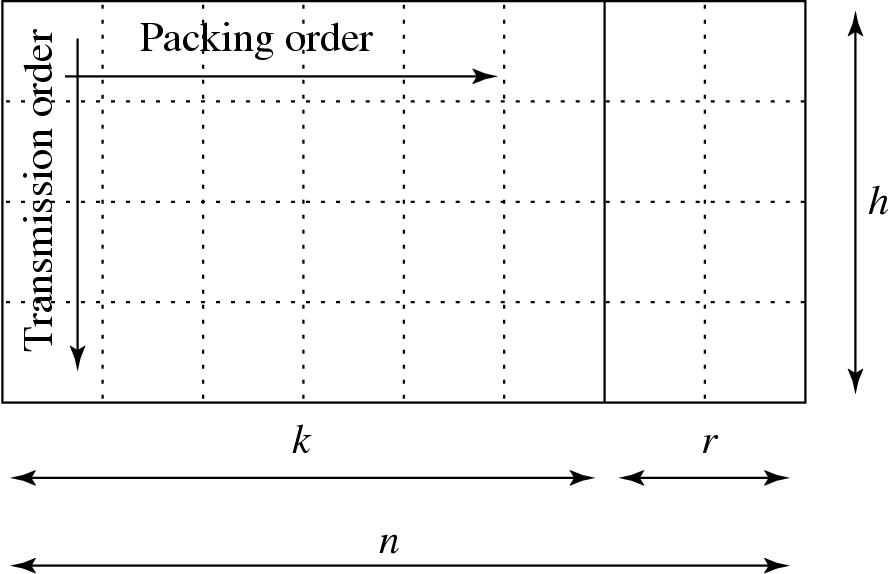 Packing order
Transmission order
h
k
r
n